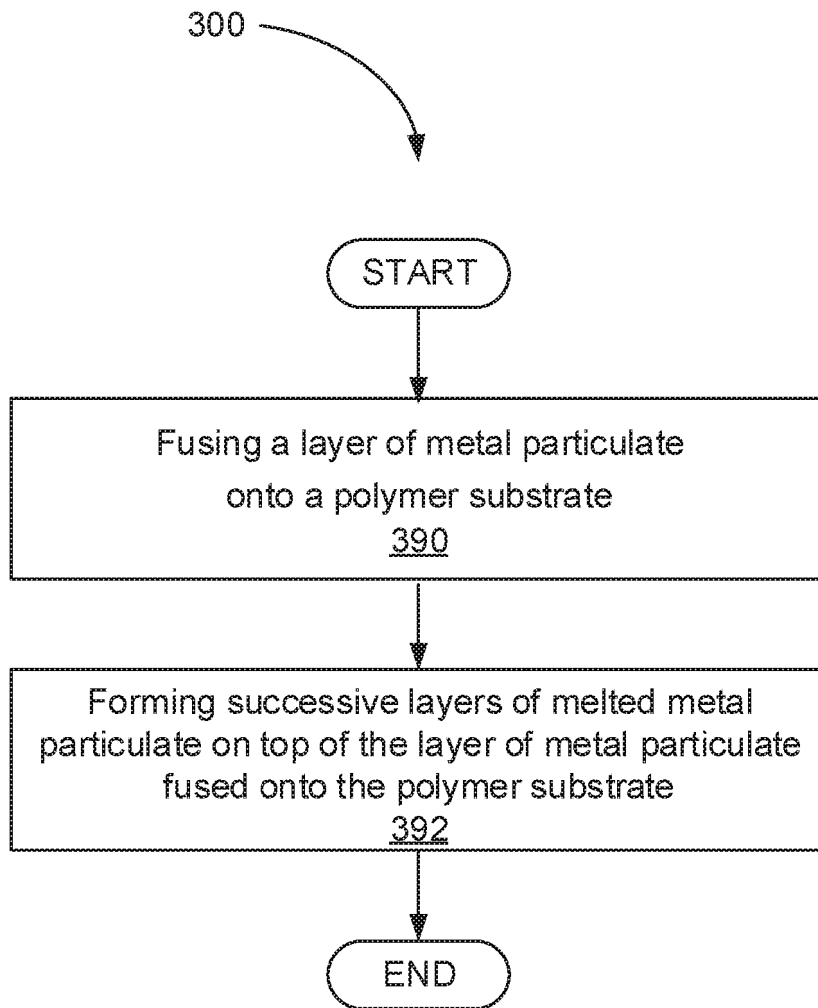 300
START
Fusing a layer of metal particulate
onto a polymer substrate
390
Forming successive layers of melted metal
particulate on top of the layer of metal particulate
fused onto the polymer substrate
392
END